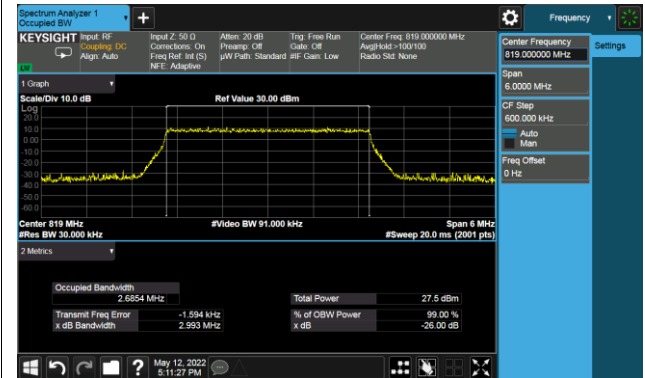 Spectrum Analyzer 1
Occupied BW
+
Frequency
KEYSIGHT
Input: RF
Coupling: DC
Align: Auto
Input Z: 50 Ω
Corrections: On
Freq Ref: Int (S)
NFE: Adaptive
Atten: 20 dB
Preamp: Off
µW Path: Standard
Trig: Free Run
Gate: Off
#IF Gain: Low
Center Freq: 819.000000 MHz
Avg|Hold:>100/100
Radio Std: None
1 Graph
Scale/Div 10.0 dB
Ref Value 30.00 dBm
Log
20.0
10.0
0.00
-10.0
-20.0
-30.0
-40.0
-50.0
-60.0
Center 819 MHz
#Video BW 91.000 kHz
Span 6 MHz
#Res BW 30.000 kHz
#Sweep 20.0 ms (2001 pts)
2 Metrics
Occupied Bandwidth
2.6854 MHz
Total Power 27.5 dBm
Transmit Freq Error -1.594 kHz
% of OBW Power 99.00 %
x dB Bandwidth 2.993 MHz
x dB -26.00 dB
Center Frequency
819.000000 MHz
Settings
Span
6.0000 MHz
CF Step
600.000 kHz
Auto
Man
Freq Offset
0 Hz
?
May 12, 2022
5:11:27 PM